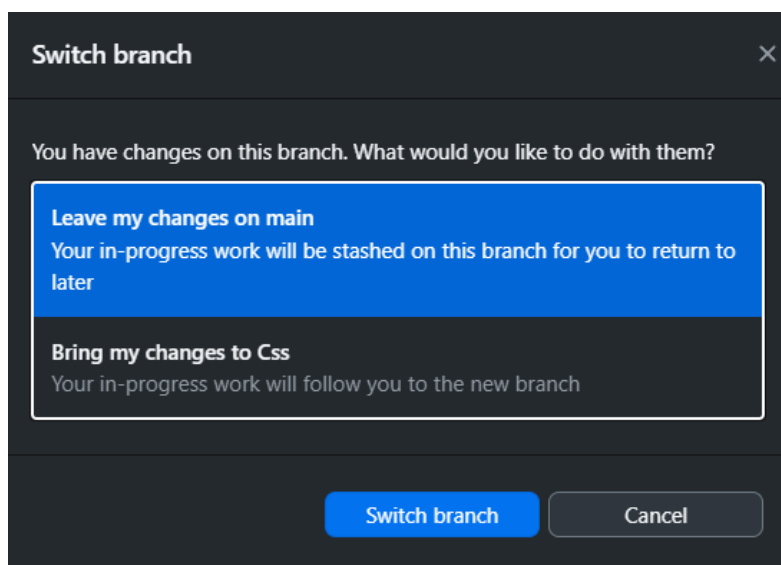 Switch branch
You have changes on this branch. What would you like to do with them?
Leave my changes on main
Your in-progress work will be stashed on this branch for you to return to
later
Bring my changes to Css
Your in-progress work will follow you to the new branch
Switch branch
Cancel